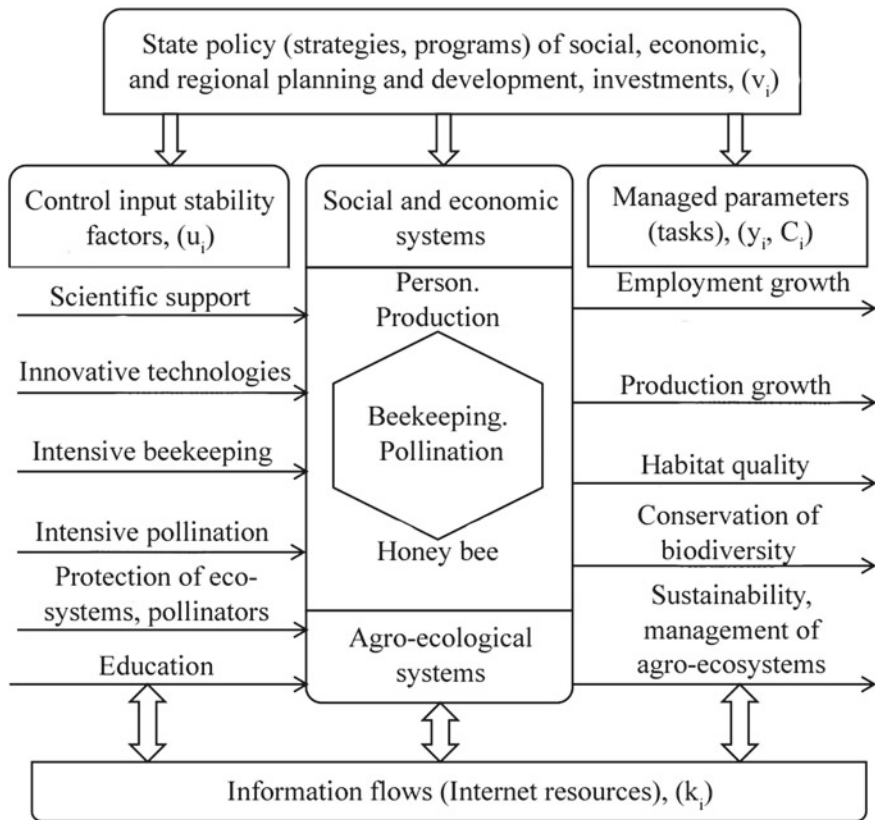 State policy (strategies, programs) of social, economic,
and regional planning and development, investments, (vᵢ)
Control input stability
factors, (uᵢ)
Social and economic
systems
Managed parameters
(tasks), (yᵢ, Cᵢ)
Scientific support
Innovative technologies
Intensive beekeeping
Intensive pollination
Protection of eco-
systems, pollinators
Education
Person.
Production
Beekeeping.
Pollination
Honey bee
Agro-ecological
systems
Employment growth
Production growth
Habitat quality
Conservation of
biodiversity
Sustainability,
management of
agro-ecosystems
Information flows (Internet resources), (kᵢ)